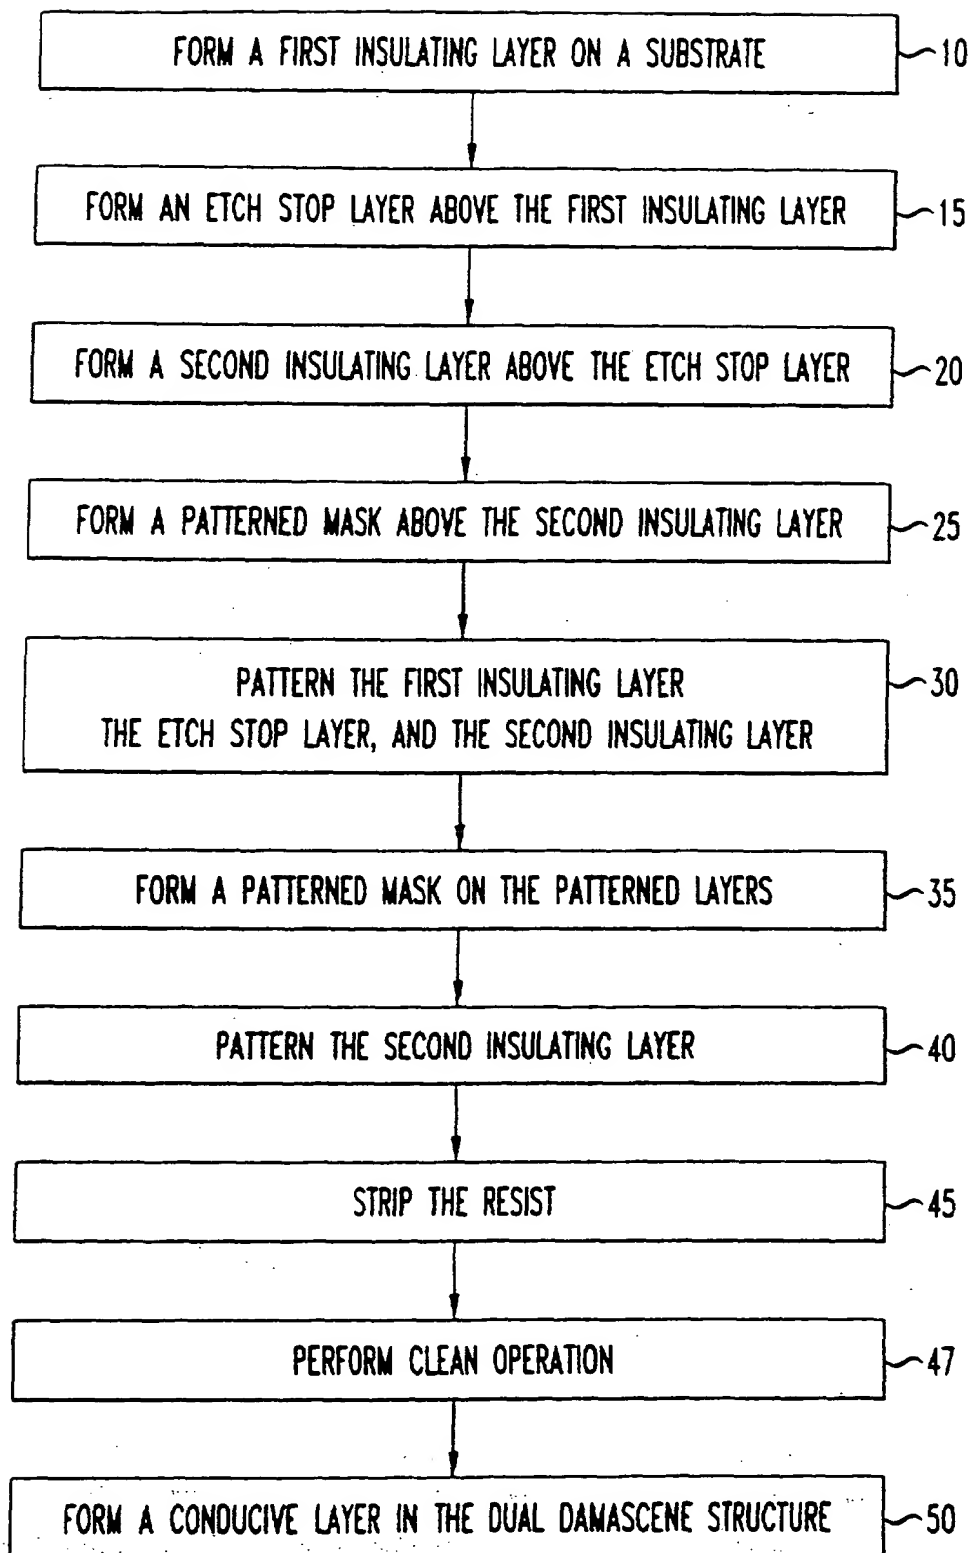 FORM A FIRST INSULATING LAYER ON A SUBSTRATE 10
FORM AN ETCH STOP LAYER ABOVE THE FIRST INSULATING LAYER 15
FORM A SECOND INSULATING LAYER ABOVE THE ETCH STOP LAYER 20
FORM A PATTERNED MASK ABOVE THE SECOND INSULATING LAYER 25
PATTERN THE FIRST INSULATING LAYER 30
THE ETCH STOP LAYER, AND THE SECOND INSULATING LAYER
FORM A PATTERNED MASK ON THE PATTERNED LAYERS 35
PATTERN THE SECOND INSULATING LAYER 40
STRIP THE RESIST 45
PERFORM CLEAN OPERATION 47
FORM A CONDUCIVE LAYER IN THE DUAL DAMASCENE STRUCTURE 50